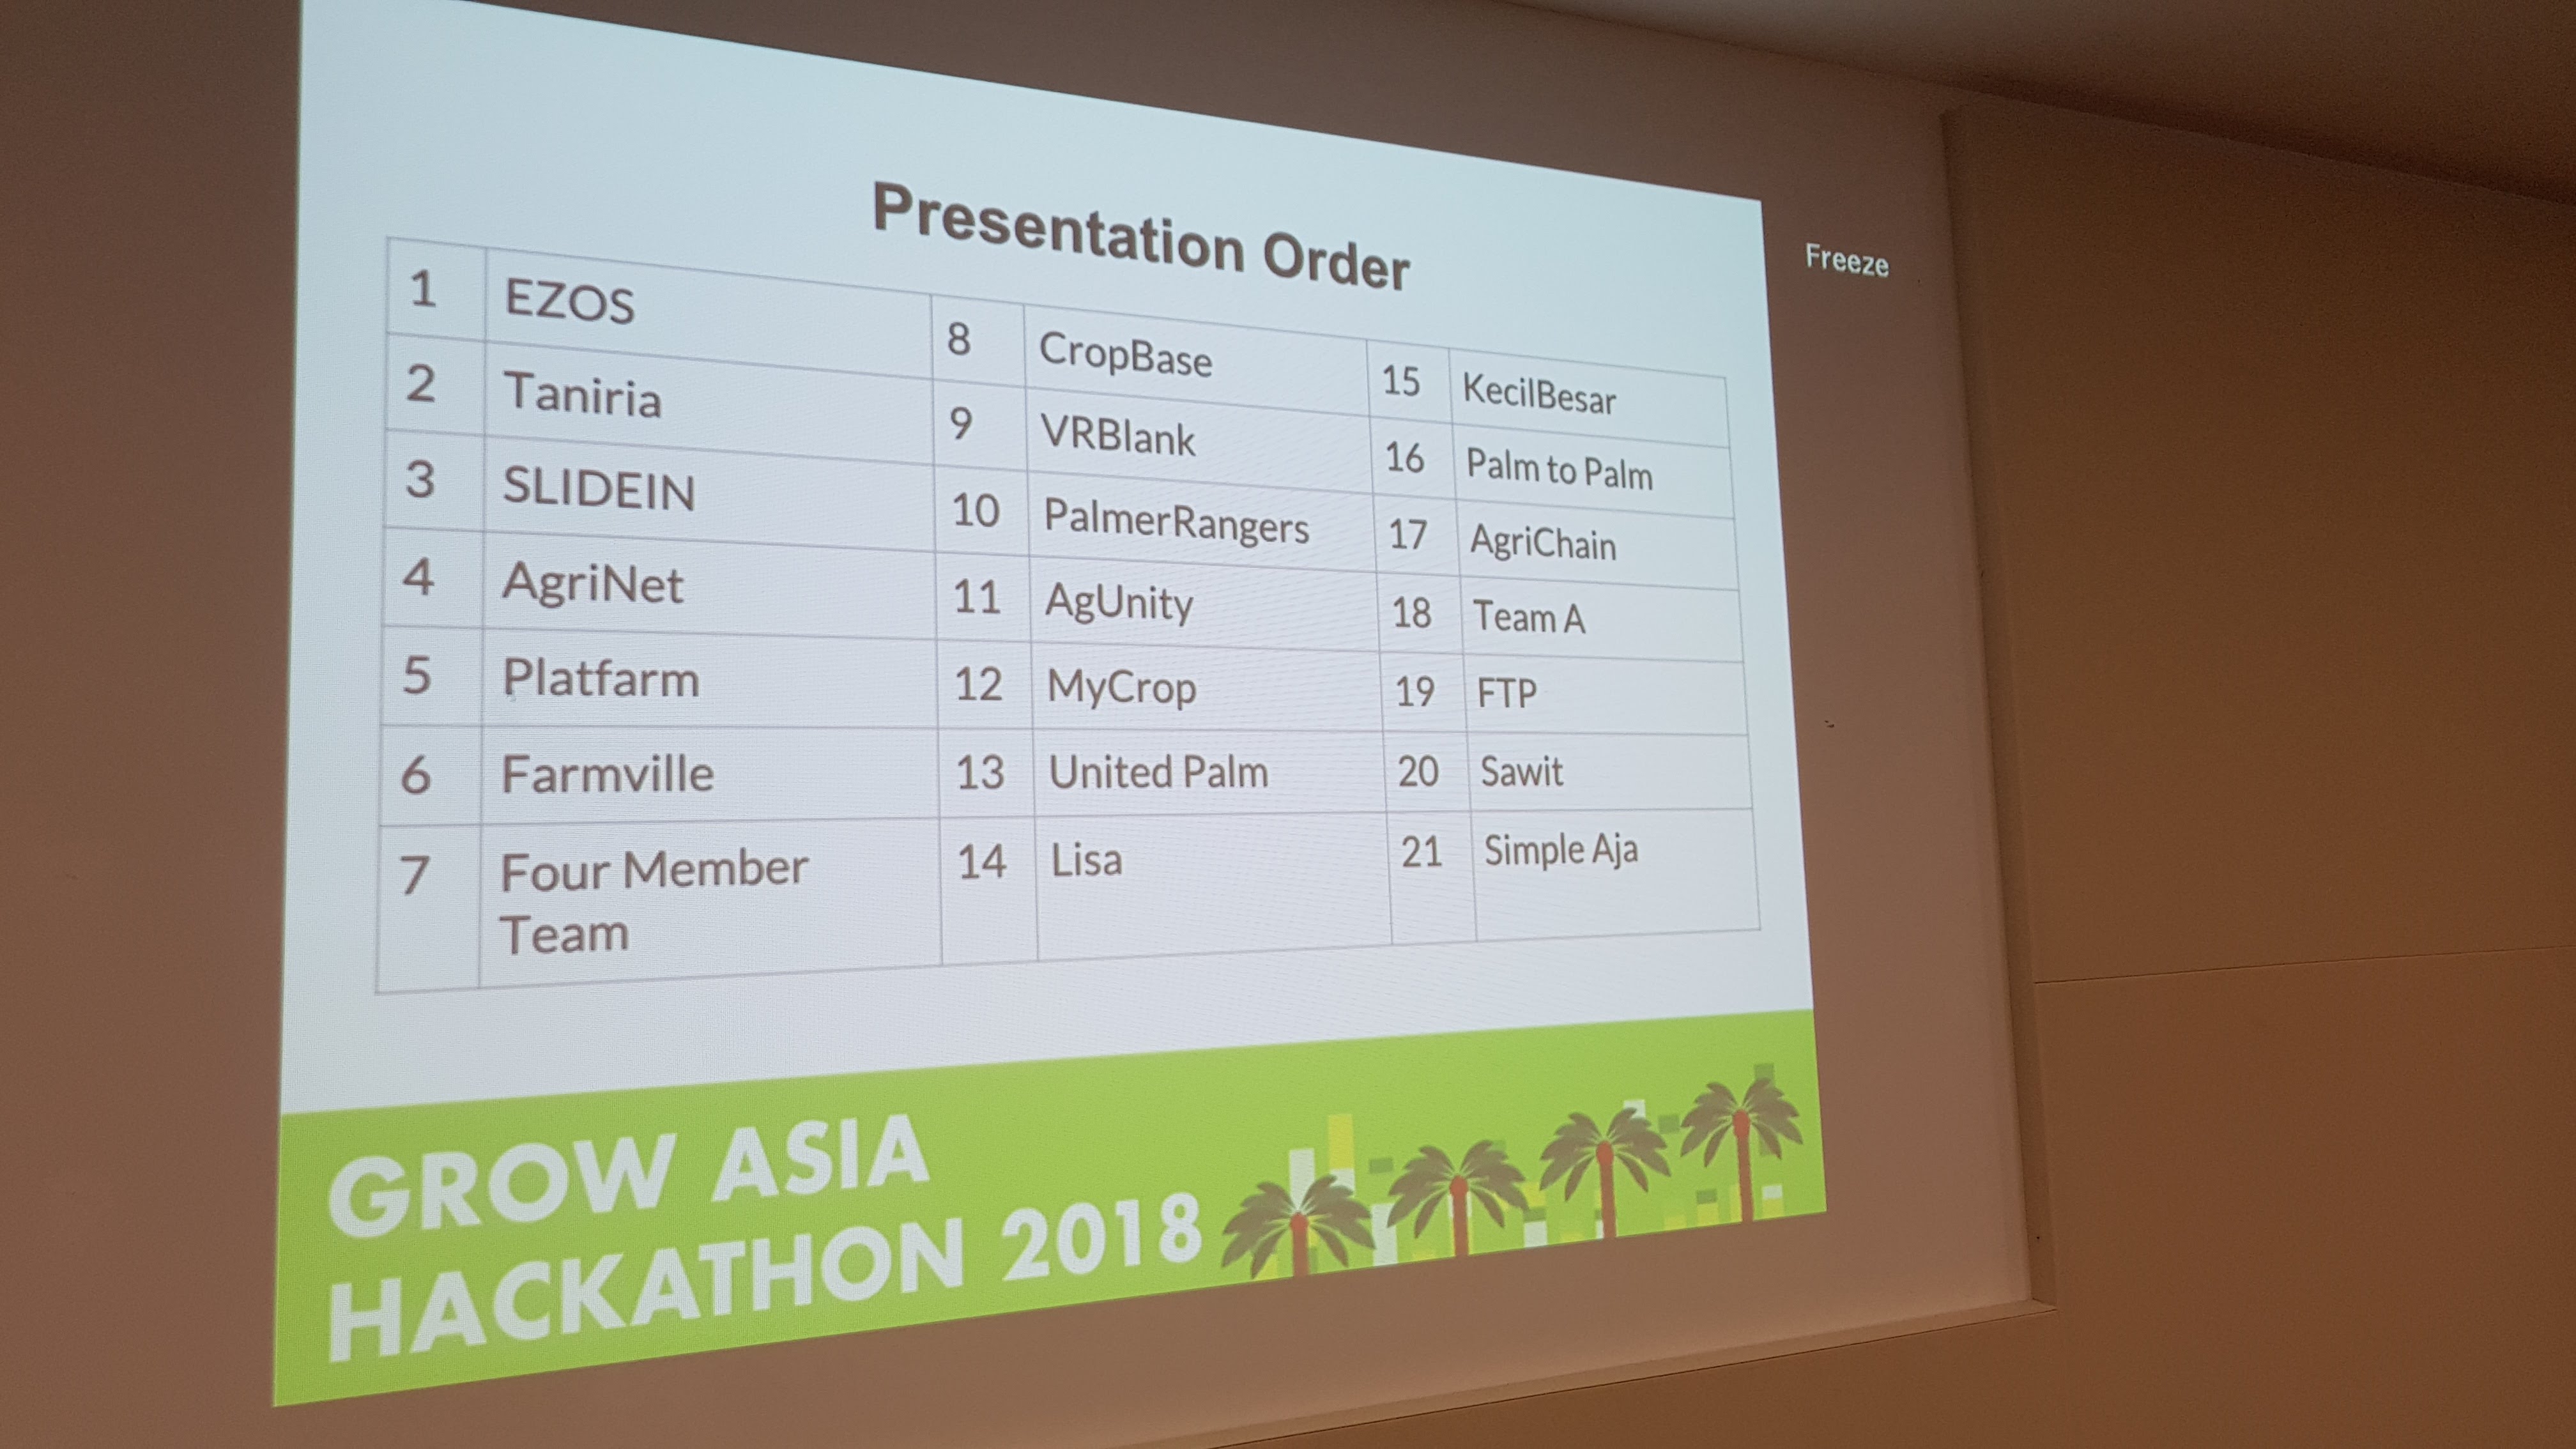 Presentation Order
Freeze
1 EZOS 8 CropBase 15 KecilBesar
2 Taniria 9 VRBlank 16 Palm to Palm
3 SLIDEIN 10 PalmerRangers 17 AgriChain
4 AgriNet 11 AgUnity 18 Team A
5 Platfarm 12 MyCrop 19 FTP
6 Farmville 13 United Palm 20 Sawit
7 Four Member 14 Lisa 21 Simple Aja
Team
GROW ASIA
HACKATHON 2018